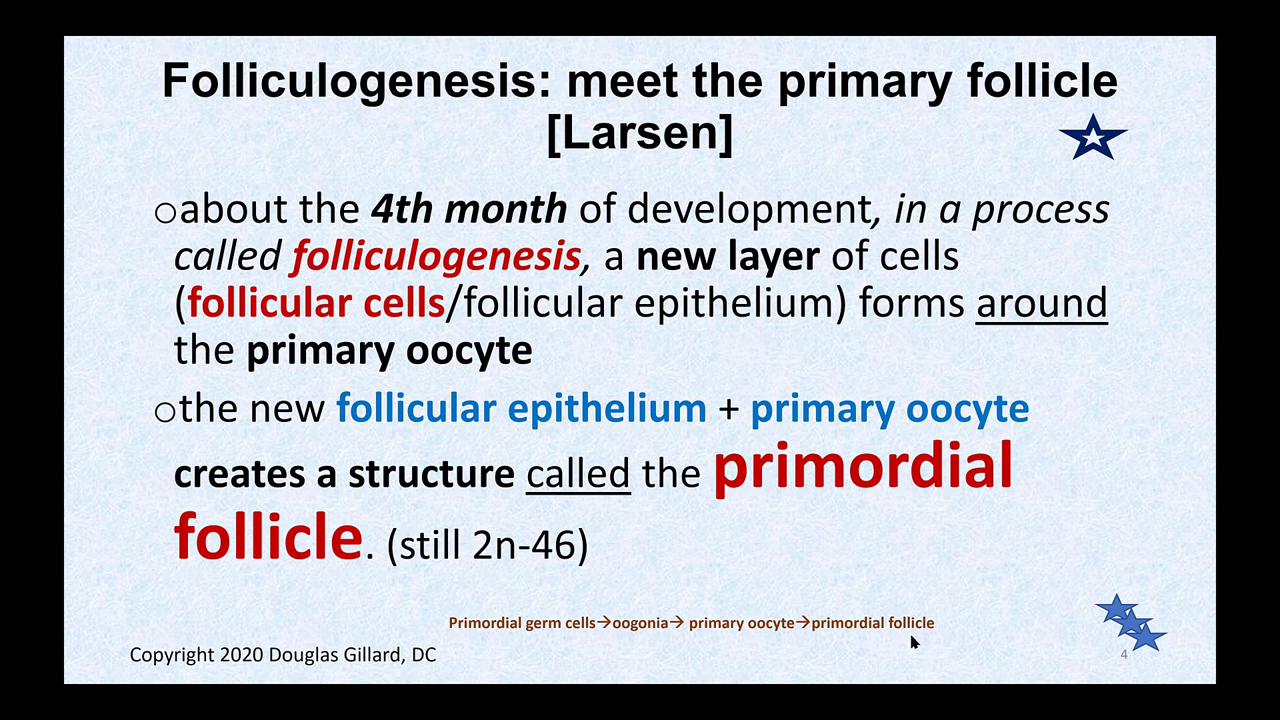 Folliculogenesis: meet the primary follicle
[Larsen]
oabout the 4th month of development, in a process
called folliculogenesis, a new layer of cells
(follicular cells/follicular epithelium) forms around
the primary oocyte
othe new follicular epithelium + primary oocyte
creates a structure called the primordial
follicle. (still 2n-46)
Primordial germ cells→oogonia→ primary oocyte→primordial follicle
Copyright 2020 Douglas Gillard, DC
4